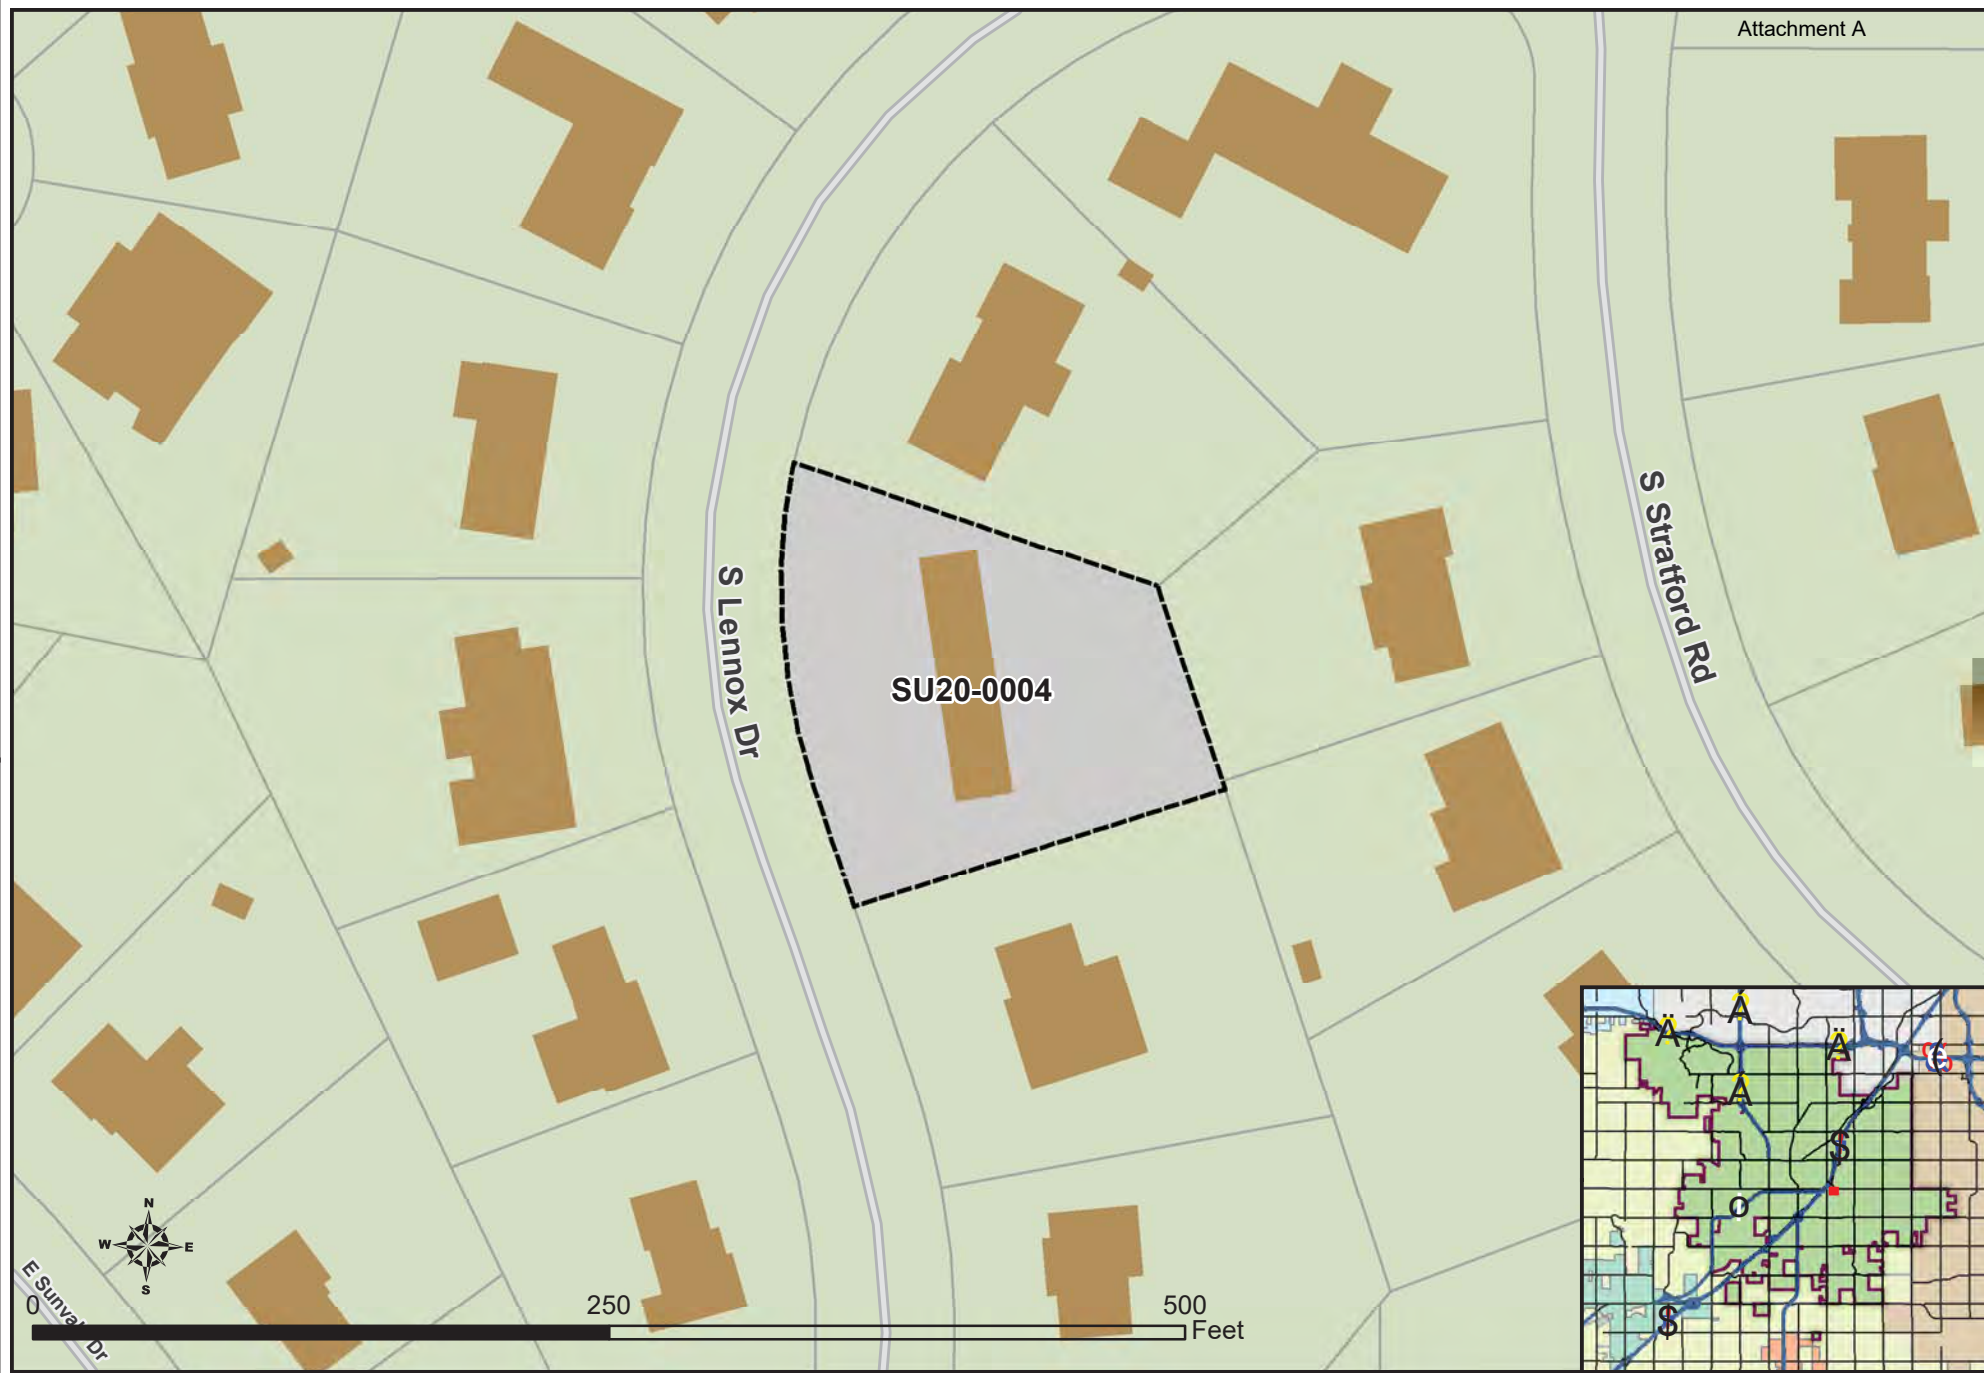 Attachment A
S Stratford Rd
S Lennox Dr
SU20-0004
N
W
E
S
0
250
500
Feet
Ä
A
Ä
A
$
o
$